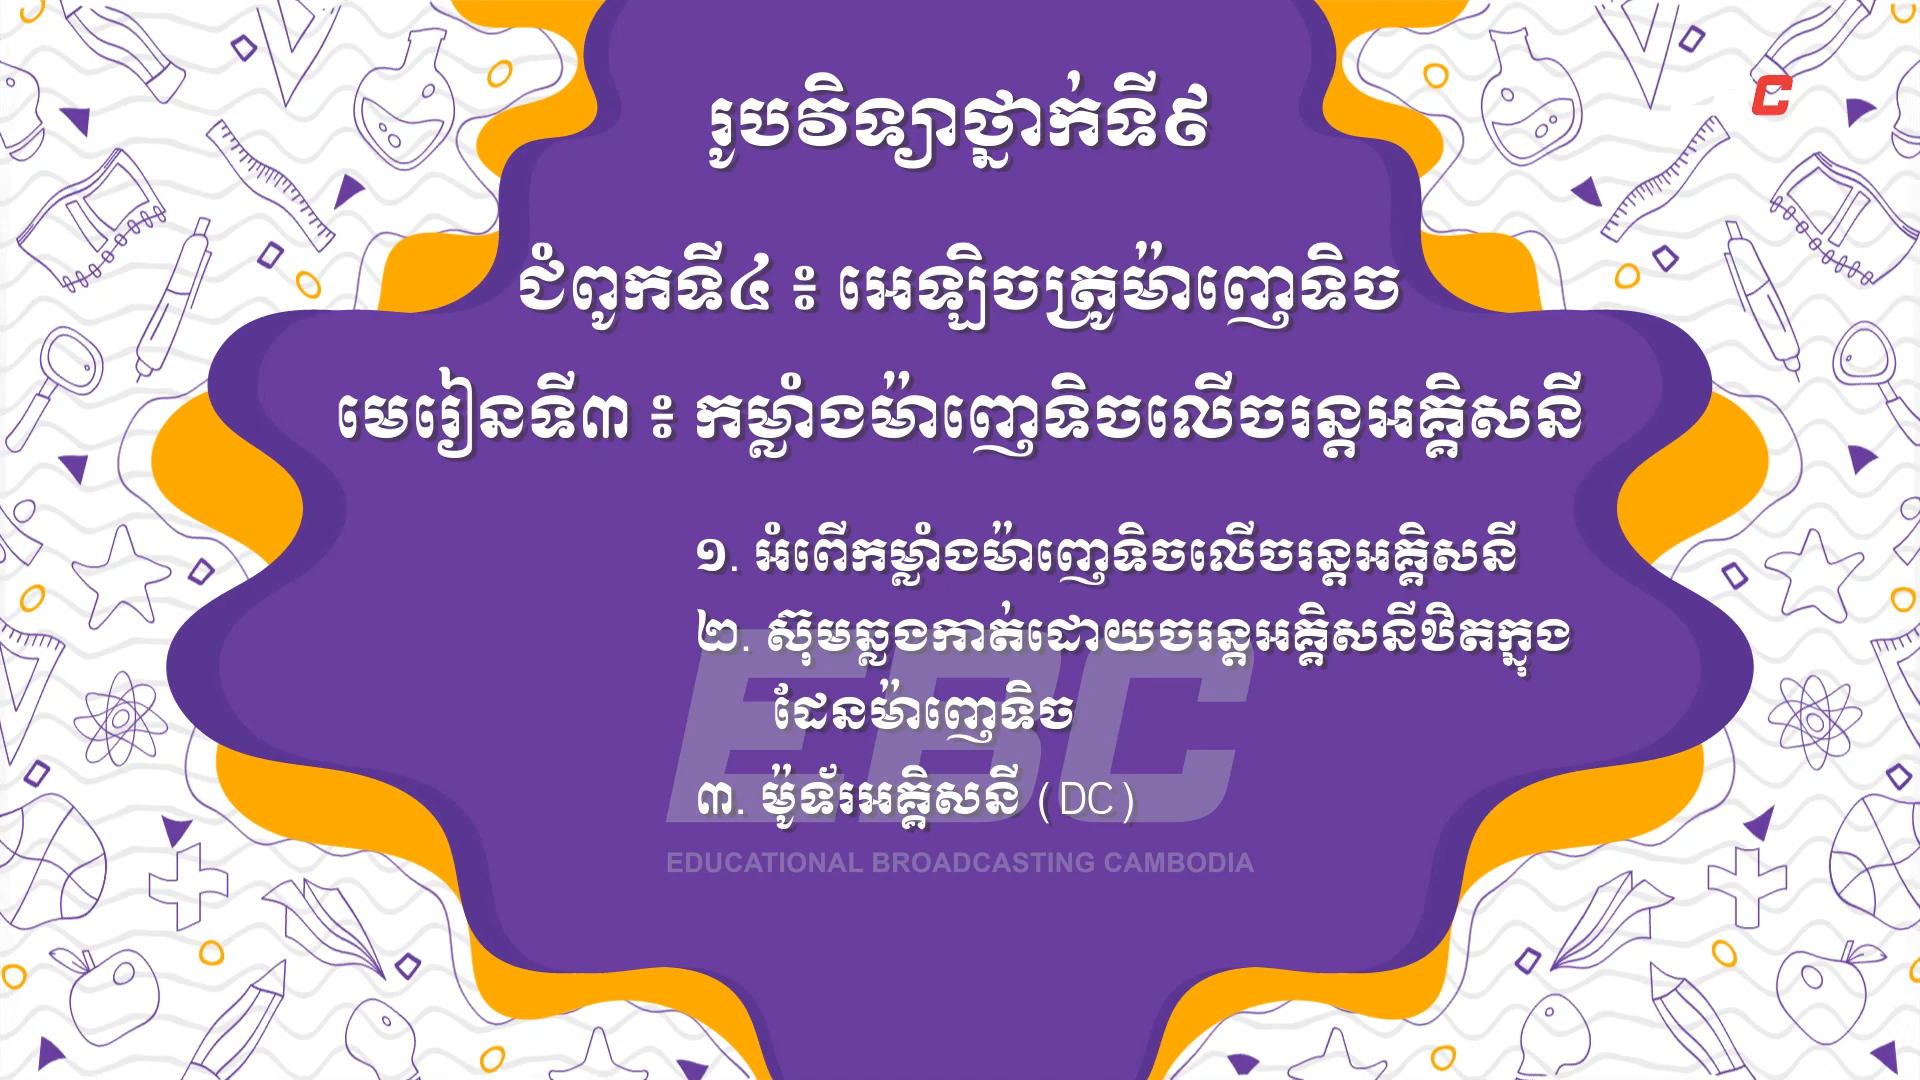 រូបវិទ្យាថ្នាក់ទី៩
ជំពូកទី៤ ៖ អេឡិចត្រូម៉ាញេទិច
មេរៀនទី៣ ៖ កម្លាំងម៉ាញេទិចលើចរន្តអគ្គិសនី
១. អំពើកម្លាំងម៉ាញេទិចលើចរន្តអគ្គិសនី
២. ស៊ុមឆ្លងកាត់ដោយចរន្តអគ្គិសនីឋិតក្នុង
ដែនម៉ាញេទិច
៣. ម៉ូទ័រអគ្គិសនី (DC)
EBC
EDUCATIONAL BROADCASTING CAMBODIA
C